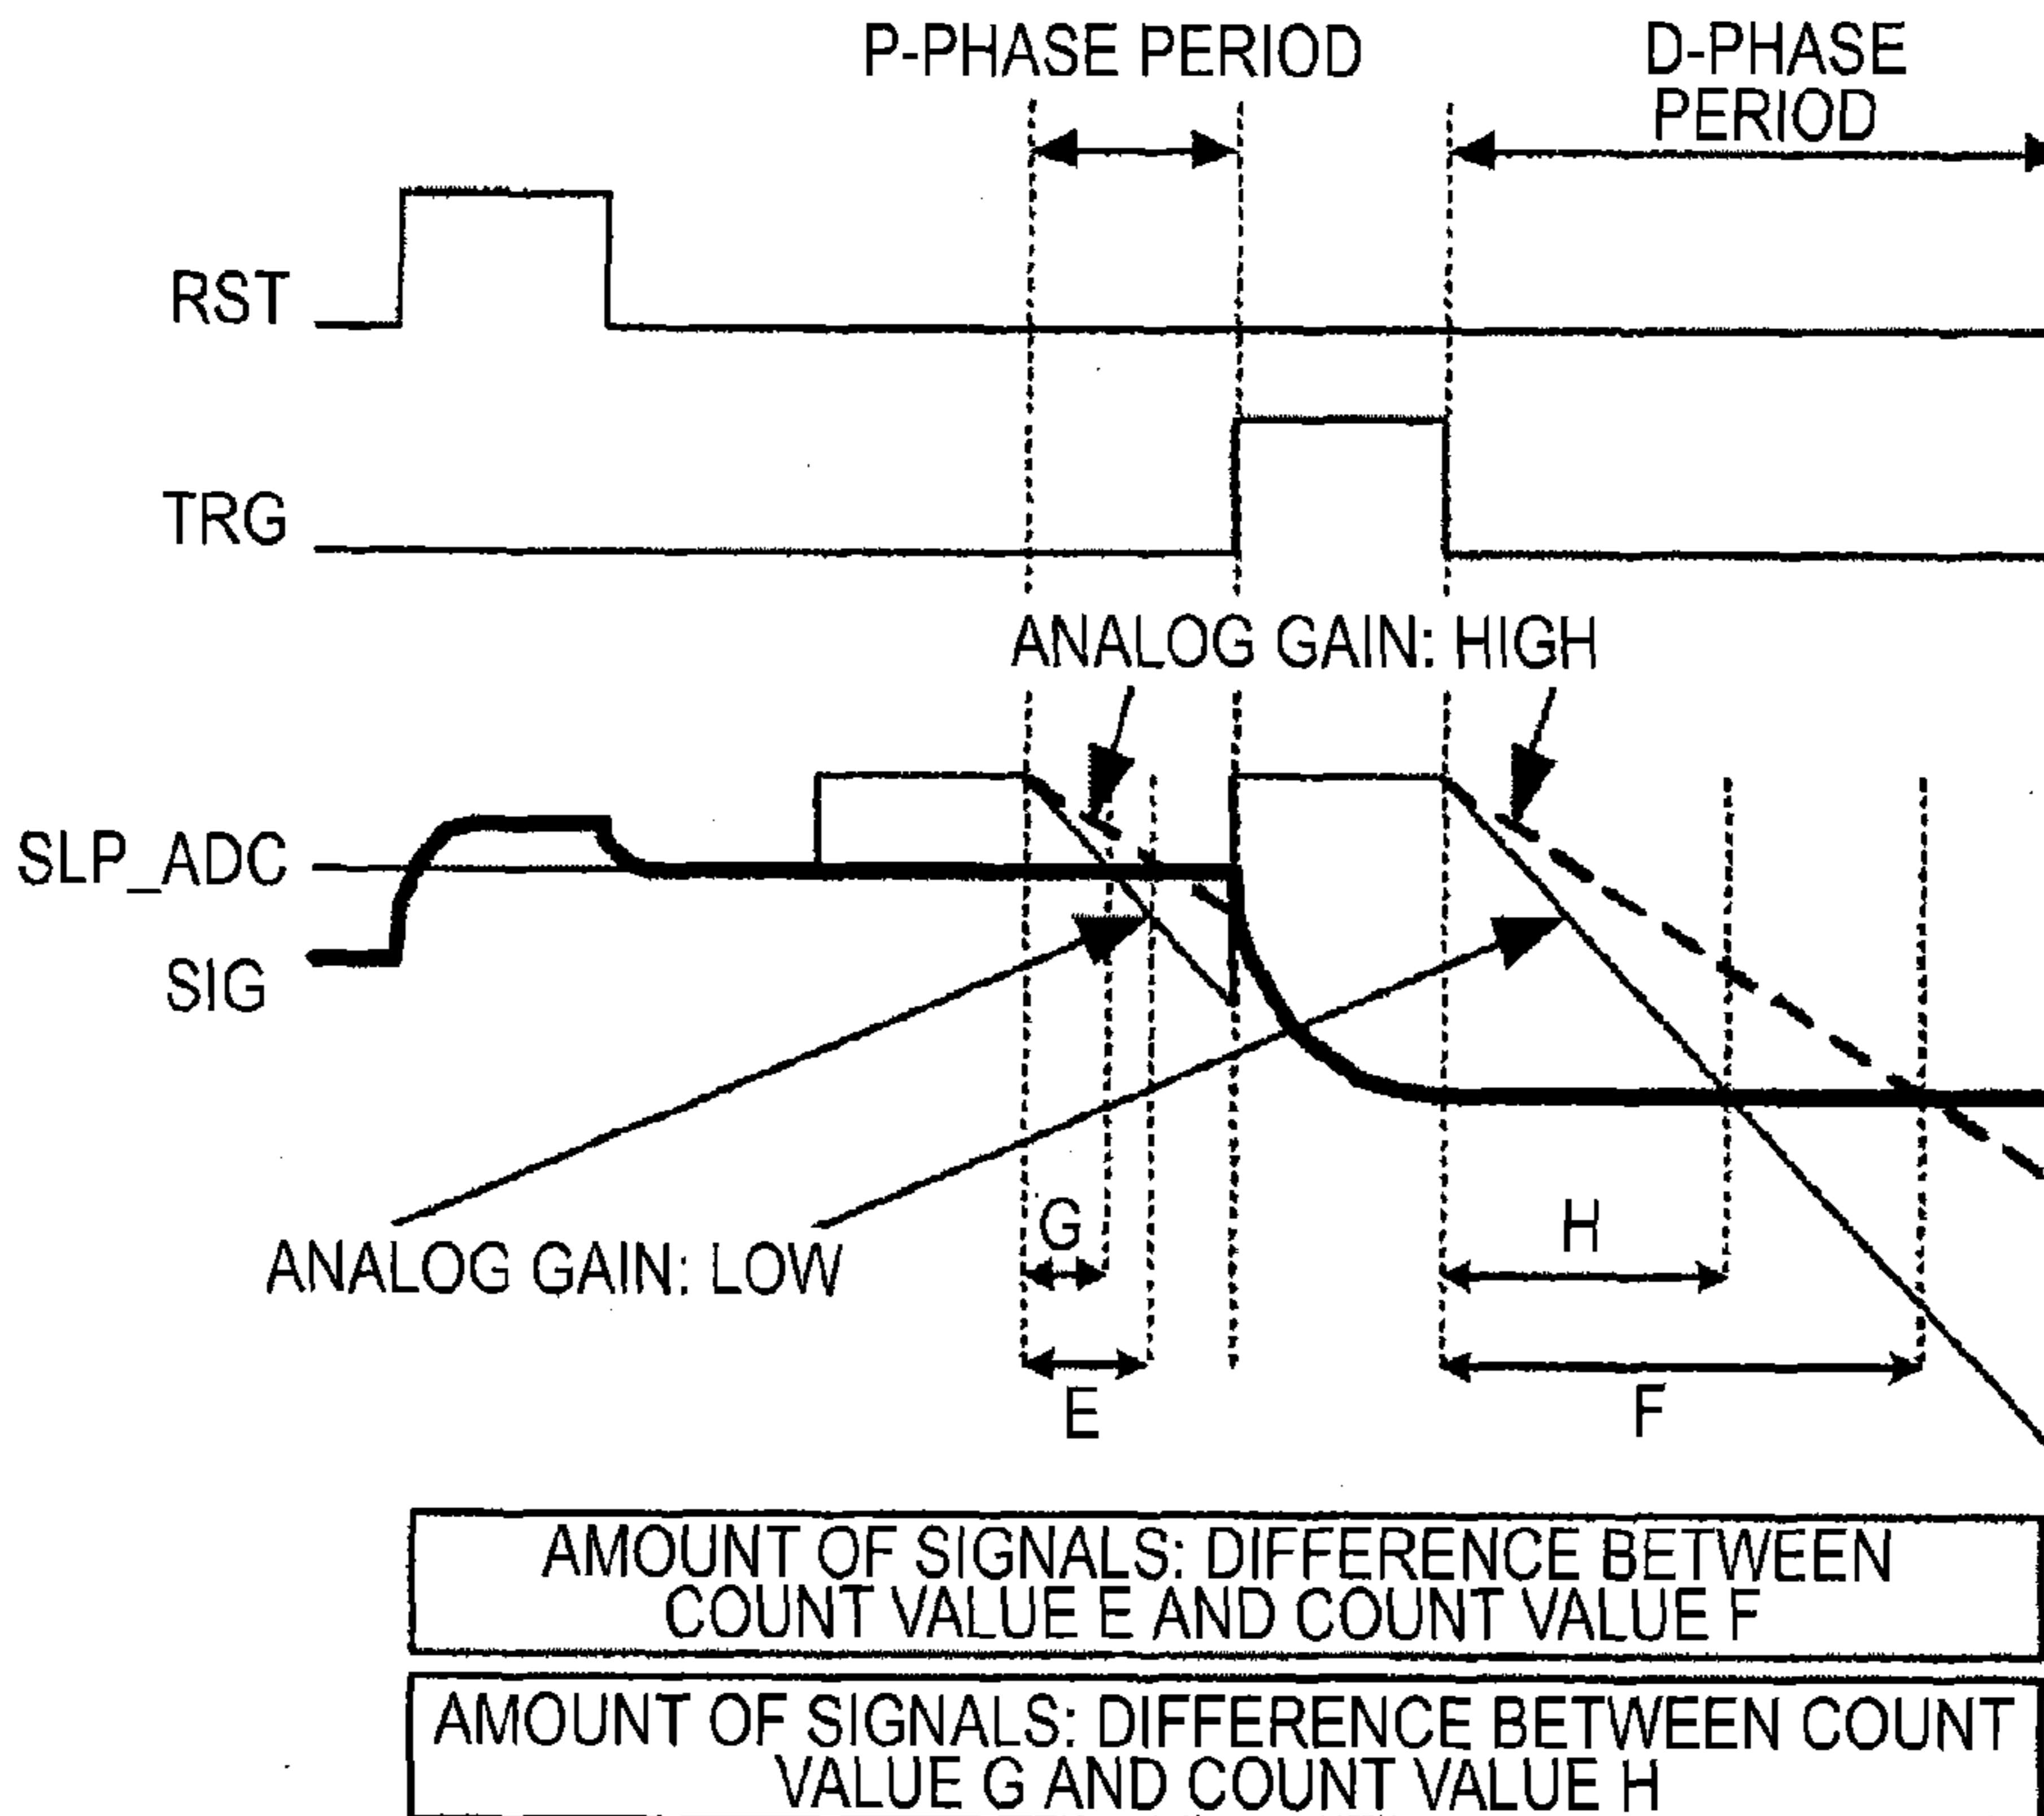 P-PHASE PERIOD
D-PHASE
PERIOD
RST
TRG
ANALOG GAIN: HIGH
SLP_ADC
SIG
G
H
ANALOG GAIN: LOW
E
F
AMOUNT OF SIGNALS: DIFFERENCE BETWEEN
COUNT VALUE E AND COUNT VALUE F
AMOUNT OF SIGNALS: DIFFERENCE BETWEEN COUNT
VALUE G AND COUNT VALUE H